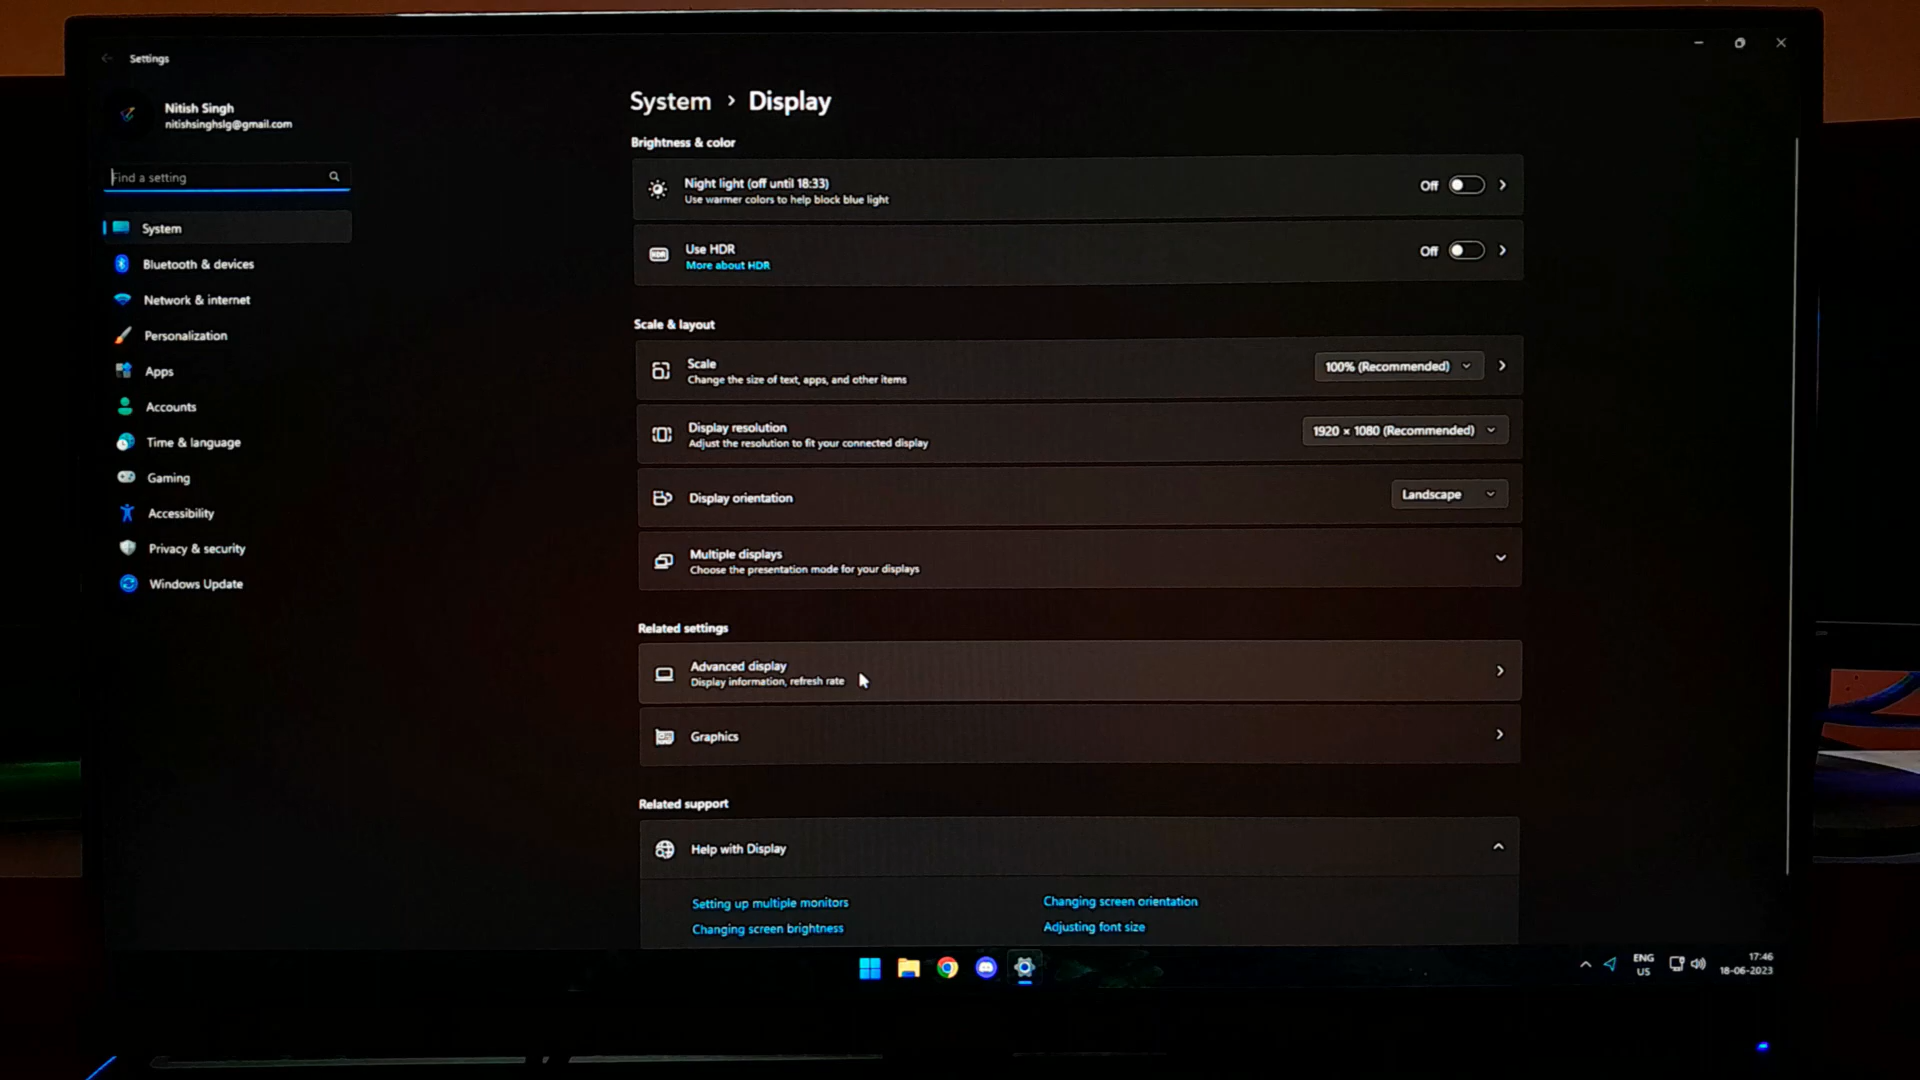 Settings
Nitish Singh
nitishsinghslg@gmail.com
Find a setting
System
Bluetooth & devices
Network & internet
Personalization
Apps
Accounts
Time & language
Gaming
Accessibility
Privacy & security
Windows Update
System > Display
Brightness & color
Night light (off until 18:33)
Use warmer colors to help block blue light
Off
Use HDR
More about HDR
Off
Scale & layout
Scale
Change the size of text, apps, and other items
100% (Recommended)
Display resolution
Adjust the resolution to fit your connected display
1920 × 1080 (Recommended)
Display orientation
Landscape
Multiple displays
Choose the presentation mode for your displays
Related settings
Advanced display
Display information, refresh rate
Graphics
Related support
Help with Display
Setting up multiple monitors
Changing screen orientation
Changing screen brightness
Adjusting font size
ENG
US
17:46
18-06-2023